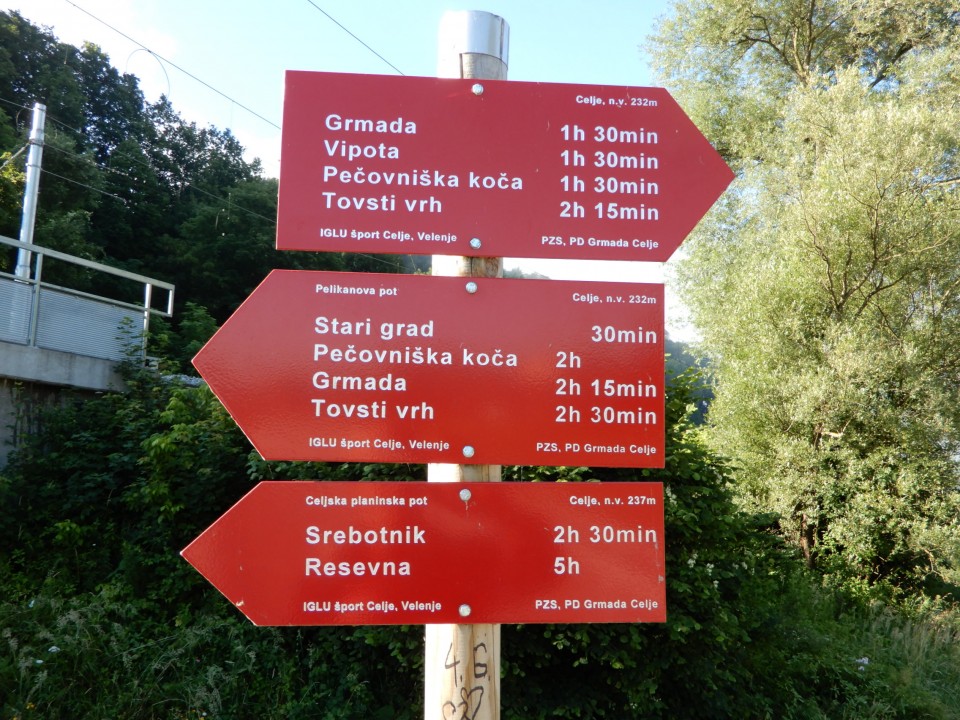 Celje, n.v. 232m
Grmada 1h 30min
Vipota 1h 30min
Pečovniška koča 1h 30min
Tovsti vrh 2h 15min
IGLU šport Celje, Velenje PZS, PD Grmada Celje
Pelikanova pot Celje, n.v. 232m
Stari grad 30min
Pečovniška koča 2h
Grmada 2h 15min
Tovsti vrh 2h 30min
IGLU šport Celje, Velenje PZS, PD Grmada Celje
Celjska planinska pot Celje, n.v. 237m
Srebotnik 2h 30min
Resevna 5h
IGLU šport Celje, Velenje PZS, PD Grmada Celje